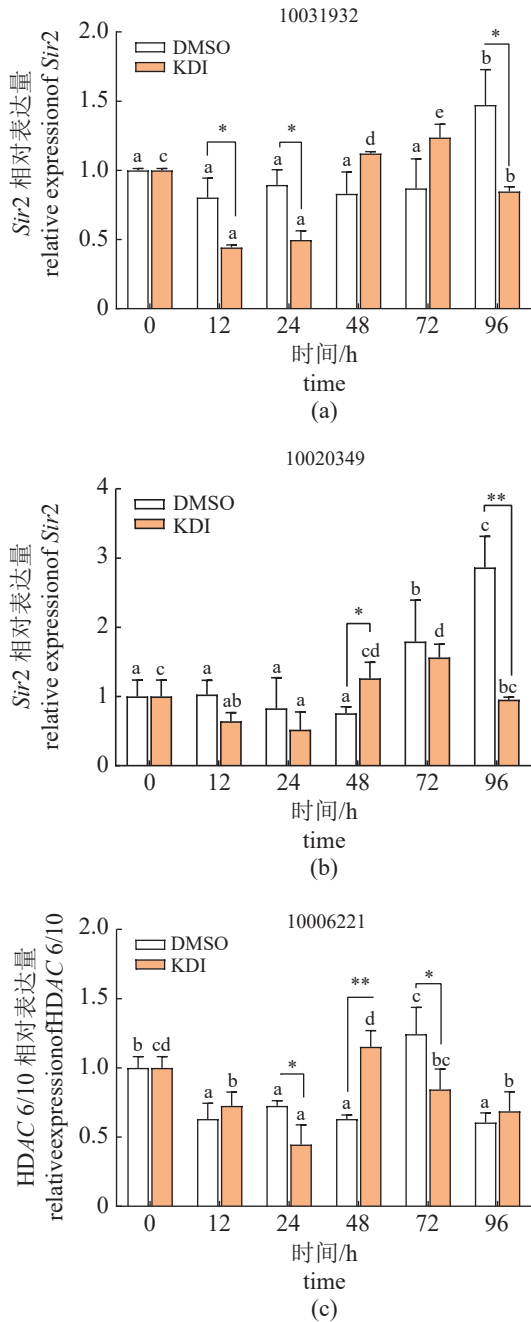 10031932
Sir2 相对表达量
relative expressionof Sir2
2.0
1.5
1.0
0.5
0
DMSO
KDI
a c a a a a a d a e b b
* * *
0 12 24 48 72 96
时间/h
time
(a)
10020349
Sir2 相对表达量
relative expressionof Sir2
4
3
2
1
0
DMSO
KDI
a c a ab a a a cd b d c bc
* **
0 12 24 48 72 96
时间/h
time
(b)
10006221
HDAC 6/10 相对表达量
relativeexpressionofHDAC 6/10
2.0
1.5
1.0
0.5
0
DMSO
KDI
b cd a b a a a d c bc a b
* ** *
0 12 24 48 72 96
时间/h
time
(c)